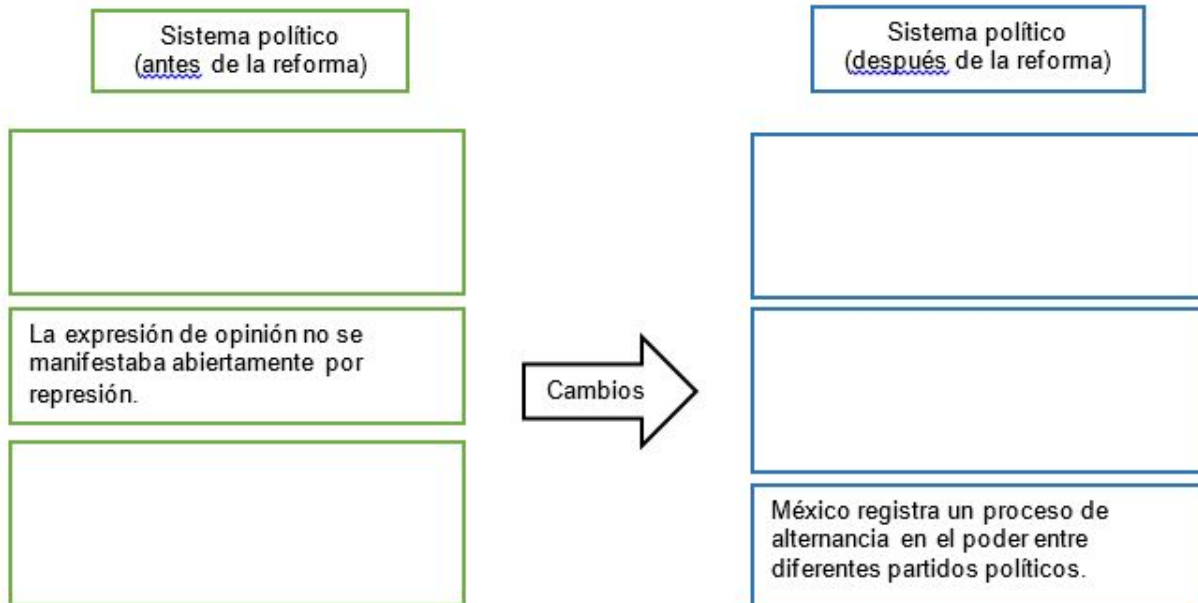 Sistema político
(antes de la reforma)
Sistema político
(después de la reforma)
La expresión de opinión no se
manifestaba abiertamente por
represión.
Cambios
México registra un proceso de
alternancia en el poder entre
diferentes partidos políticos.